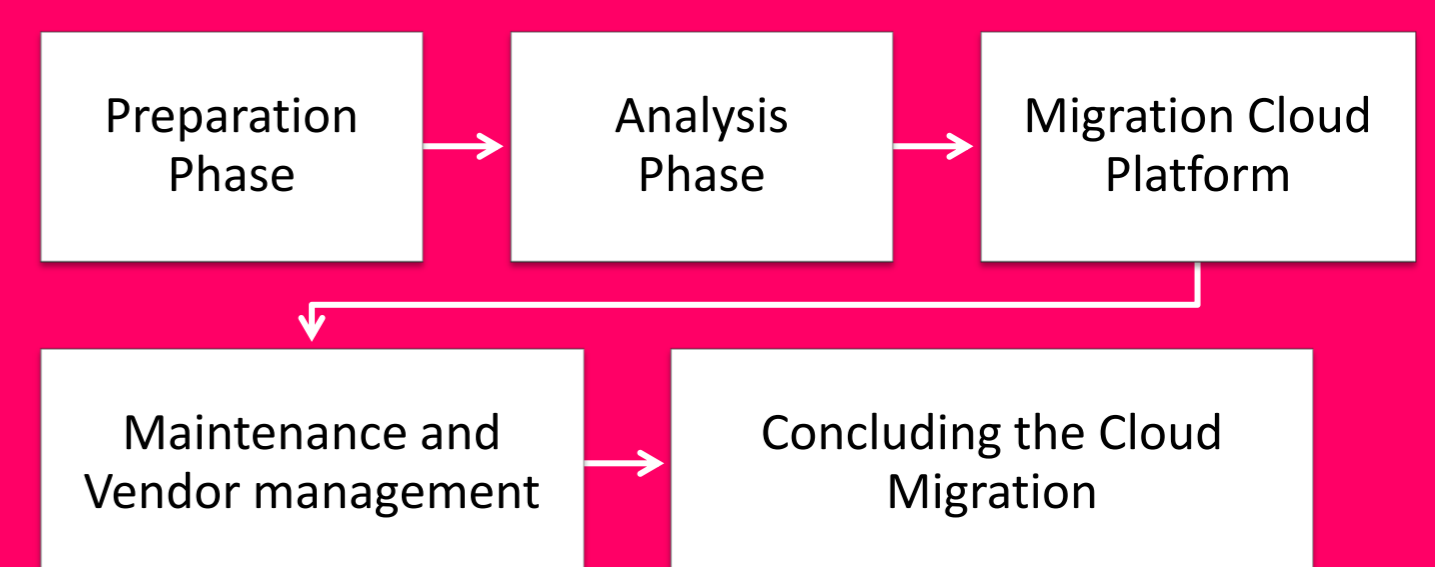 Preparation
Phase
Analysis
Phase
Migration Cloud
Platform
Maintenance and
Vendor management
Concluding the Cloud
Migration